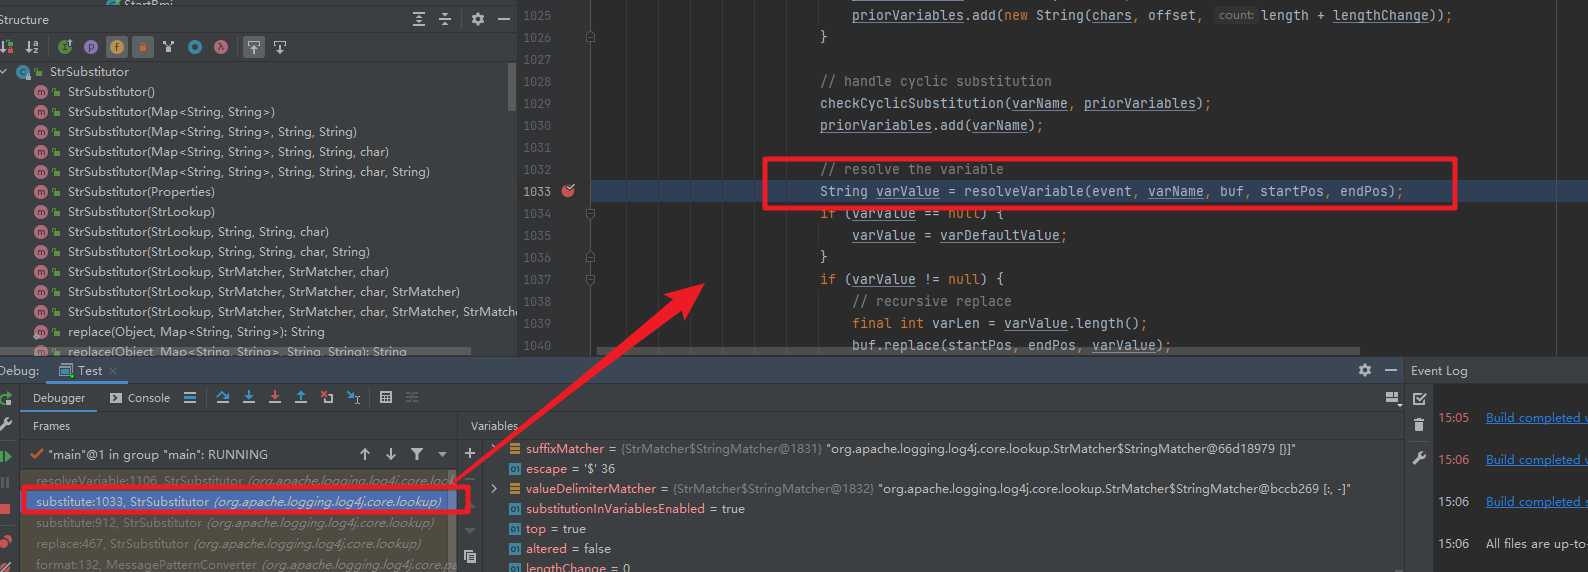 StartRmi
Structure
StrSubstitutor
StrSubstitutor()
StrSubstitutor(Map<String, String>)
StrSubstitutor(Map<String, String>, String, String)
StrSubstitutor(Map<String, String>, String, String, char)
StrSubstitutor(Map<String, String>, String, String, char, String)
StrSubstitutor(Properties)
StrSubstitutor(StrLookup)
StrSubstitutor(StrLookup, String, String, char)
StrSubstitutor(StrLookup, String, String, char, String)
StrSubstitutor(StrLookup, StrMatcher, StrMatcher, char)
StrSubstitutor(StrLookup, StrMatcher, StrMatcher, char, StrMatcher)
StrSubstitutor(StrLookup, StrMatcher, StrMatcher, char, StrMatcher, StrMatche
replace(Object, Map<String, String>): String
replace(Object, Map<String, String>, String, String): String
1025 priorVariables.add(new String(chars, offset, count: length + lengthChange));
1026 }
1027
1028 // handle cyclic substitution
1029 checkCyclicSubstitution(varName, priorVariables);
1030 priorVariables.add(varName);
1031
1032 // resolve the variable
1033 String varValue = resolveVariable(event, varName, buf, startPos, endPos);
1034 if (varValue == null) {
1035 varValue = varDefaultValue;
1036 }
1037 if (varValue != null) {
1038 // recursive replace
1039 final int varLen = varValue.length();
1040 buf.replace(startPos, endPos, varValue);
Debug: Test
Debugger Console
Frames
"main"@1 in group "main": RUNNING
resolveVariable:1106, StrSubstitutor (org.apache.logging.log4j.core.look
substitute:1033, StrSubstitutor (org.apache.logging.log4j.core.lookup)
substitute:912, StrSubstitutor (org.apache.logging.log4j.core.lookup)
replace:467, StrSubstitutor (org.apache.logging.log4j.core.lookup)
format:132, MessagePatternConverter (org.apache.logging.log4j.core.pa
Variables
suffixMatcher = {StrMatcher$StringMatcher@1831} "org.apache.logging.log4j.core.lookup.StrMatcher$StringMatcher@66d18979 [}]"
escape = '$' 36
valueDelimiterMatcher = {StrMatcher$StringMatcher@1832} "org.apache.logging.log4j.core.lookup.StrMatcher$StringMatcher@bccb269 [:, -]"
substitutionInVariablesEnabled = true
top = true
altered = false
lengthChange = 0
Event Log
15:05 Build completed
15:06 Build completed
15:06 Build completed s
15:06 All files are up-to-